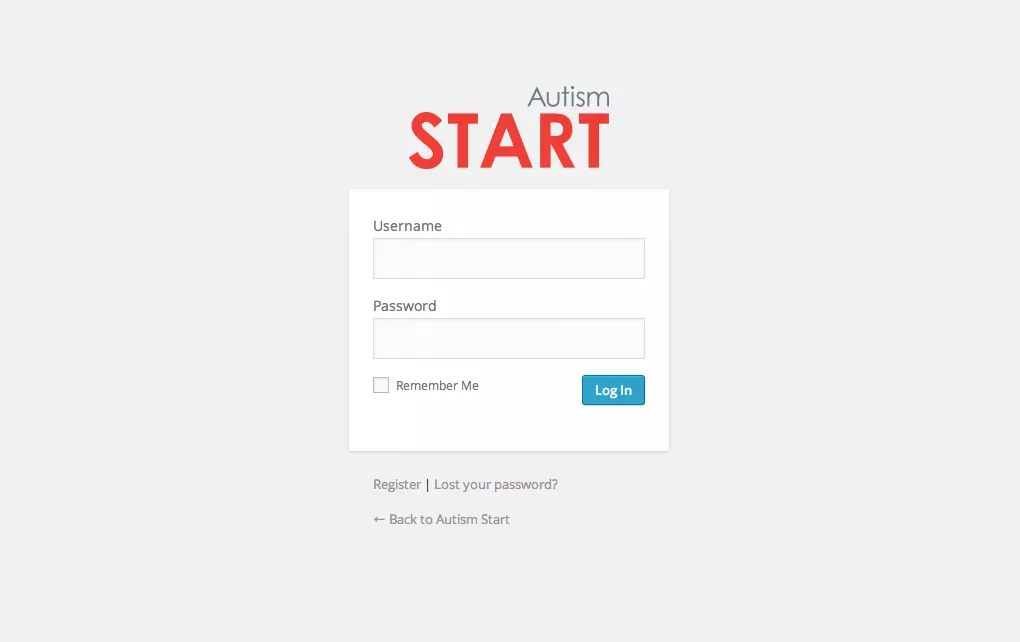 Autism
START
Username
Password
Remember Me
Log In
Register | Lost your password?
← Back to Autism Start